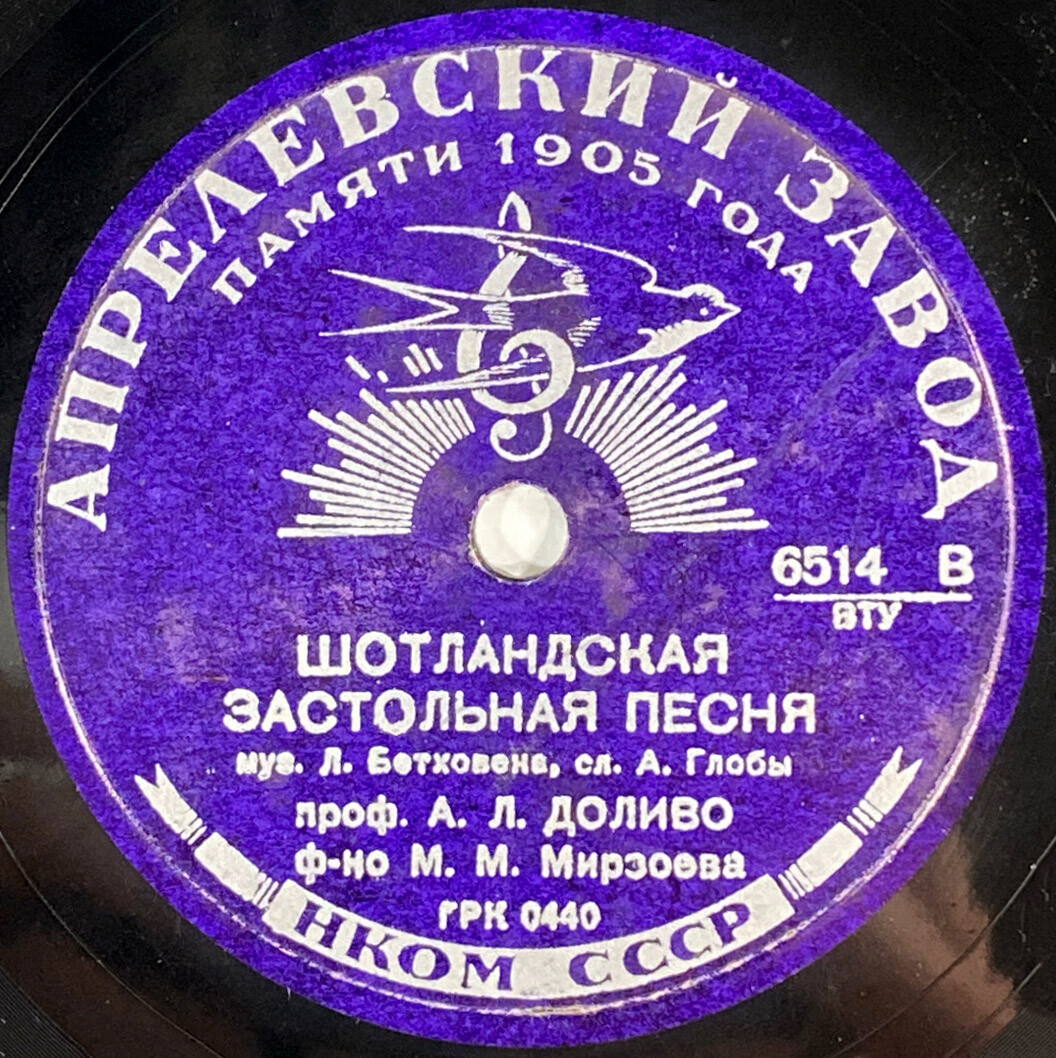 АПРЕЛЕВСКИЙ ЗАВОД
ПАМЯТИ 1905 ГОДА
6514 В
ВТУ
ШОТЛАНДСКАЯ
ЗАСТОЛЬНАЯ ПЕСНЯ
муз. Л. Бетховена, сл. А. Глобы
проф. А. Л. ДОЛИВО
ф-но М. М. Мирзоева
ГРК 0440
НКОМ СССР